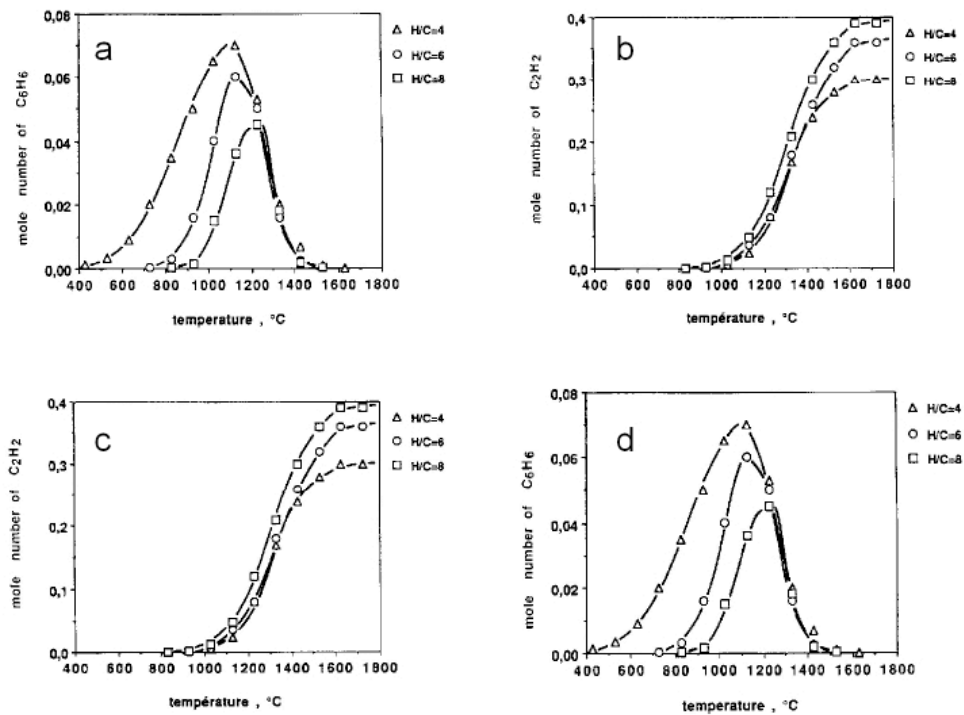 a
mole number of C6H6
0,08
0,06
0,04
0,02
0,00
400 600 800 1000 1200 1400 1600 1800
temperature , °C
H/C=4
H/C=6
H/C=8
b
mole number of C2H2
0,4
0,3
0,2
0,1
0,0
400 600 800 1000 1200 1400 1600 1800
température , °C
H/C=4
H/C=6
H/C=8
c
mole number of C2H2
0,4
0,3
0,2
0,1
0,0
400 600 800 1000 1200 1400 1600 1800
température , °C
H/C=4
H/C=6
H/C=8
d
mole number of C6H6
0,08
0,06
0,04
0,02
0,00
400 600 800 1000 1200 1400 1600 1800
temperature , °C
H/C=4
H/C=6
H/C=8